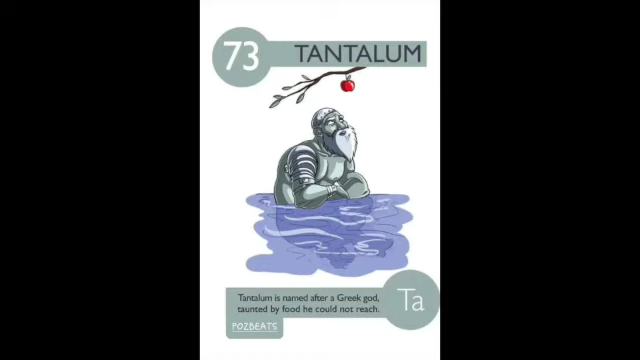 73
TANTALUM
Tantalum is named after a Greek god,
taunted by food he could not reach.
Ta
POZBEATS